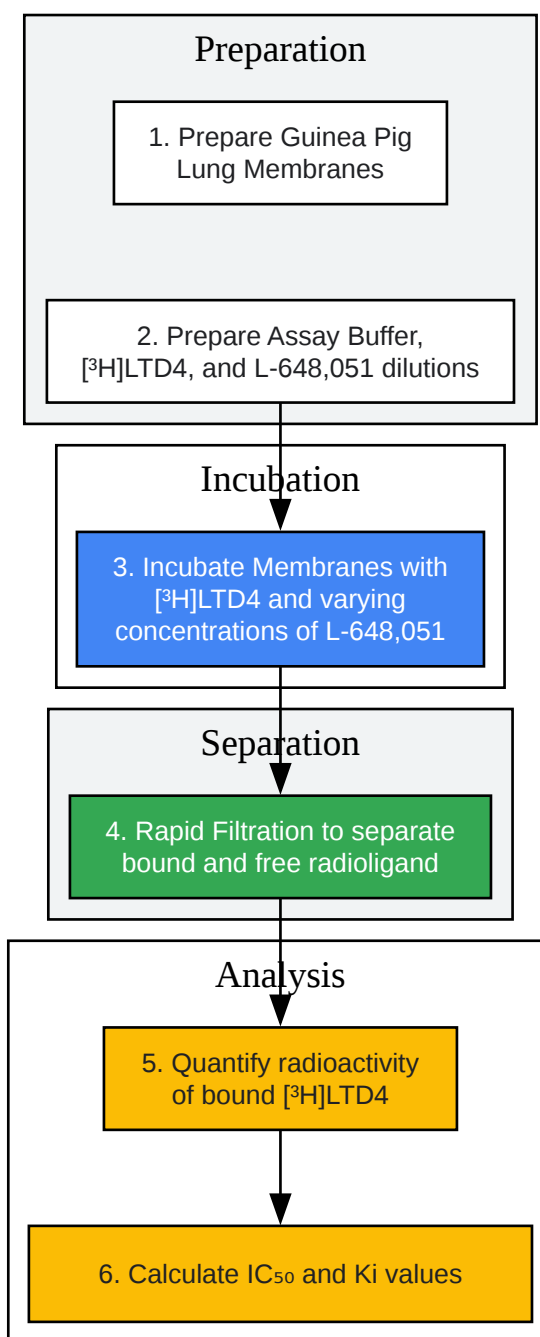 Preparation
1. Prepare Guinea Pig
Lung Membranes
2. Prepare Assay Buffer,
[³H]LTD4, and L-648,051 dilutions
Incubation
3. Incubate Membranes with
[³H]LTD4 and varying
concentrations of L-648,051
Separation
4. Rapid Filtration to separate
bound and free radioligand
Analysis
5. Quantify radioactivity
of bound [³H]LTD4
6. Calculate IC₅₀ and Ki values